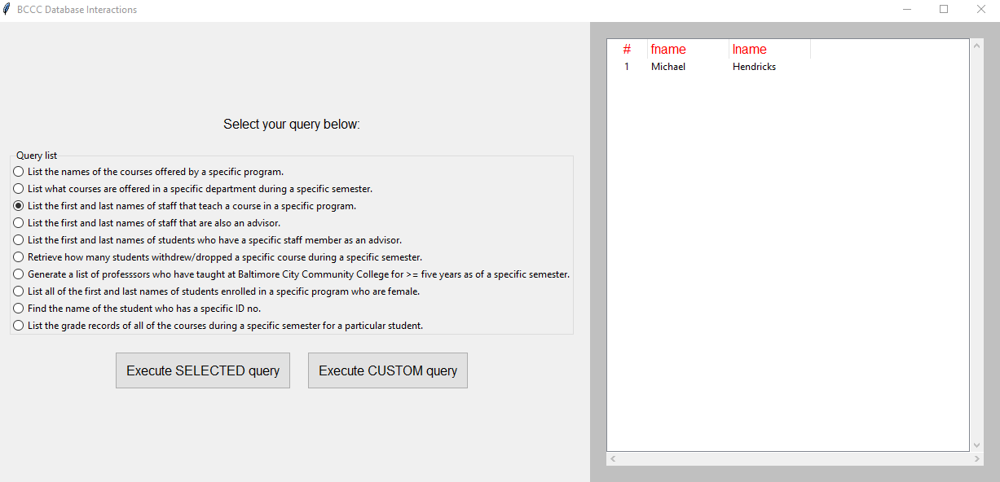 BCCC Database Interactions
Select your query below:
Query list
List the names of the courses offered by a specific program.
List what courses are offered in a specific department during a specific semester.
List the first and last names of staff that teach a course in a specific program.
List the first and last names of staff that are also an advisor.
List the first and last names of students who have a specific staff member as an advisor.
Retrieve how many students withdrew/dropped a specific course during a specific semester.
Generate a list of professsors who have taught at Baltimore City Community College for >= five years as of a specific semester.
List all of the first and last names of students enrolled in a specific program who are female.
Find the name of the student who has a specific ID no.
List the grade records of all of the courses during a specific semester for a particular student.
Execute SELECTED query
Execute CUSTOM query
# fname lname
1 Michael Hendricks